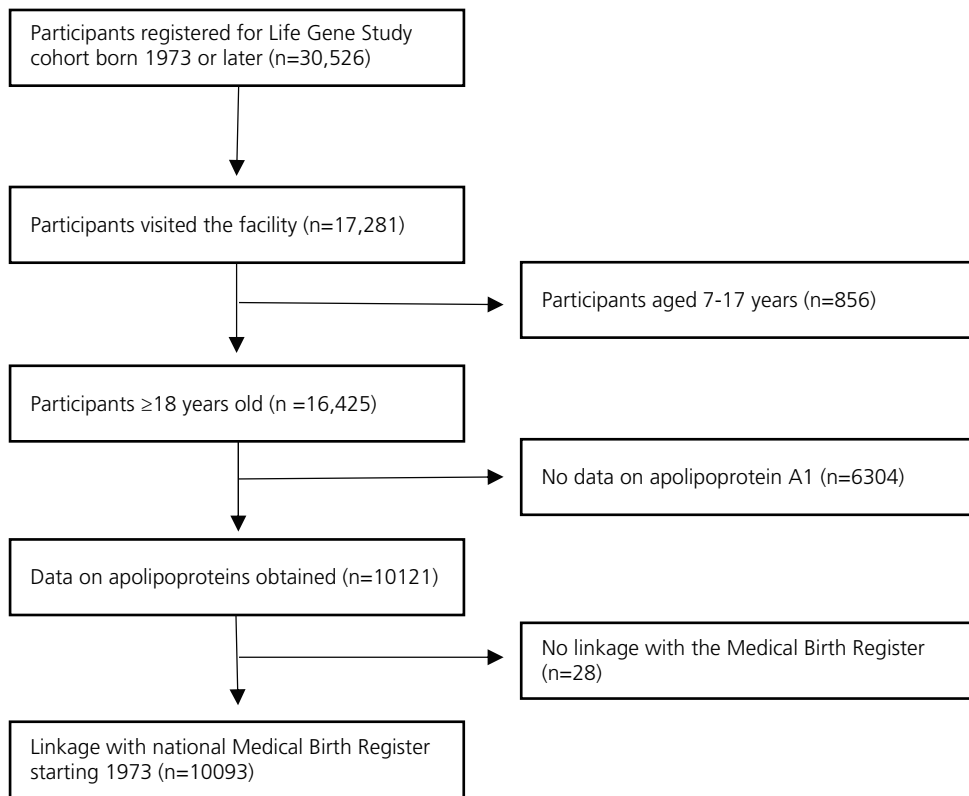 Participants registered for Life Gene Study
cohort born 1973 or later (n=30,526)
Participants visited the facility (n=17,281)
Participants aged 7-17 years (n=856)
Participants ≥18 years old (n =16,425)
No data on apolipoprotein A1 (n=6304)
Data on apolipoproteins obtained (n=10121)
No linkage with the Medical Birth Register
(n=28)
Linkage with national Medical Birth Register
starting 1973 (n=10093)